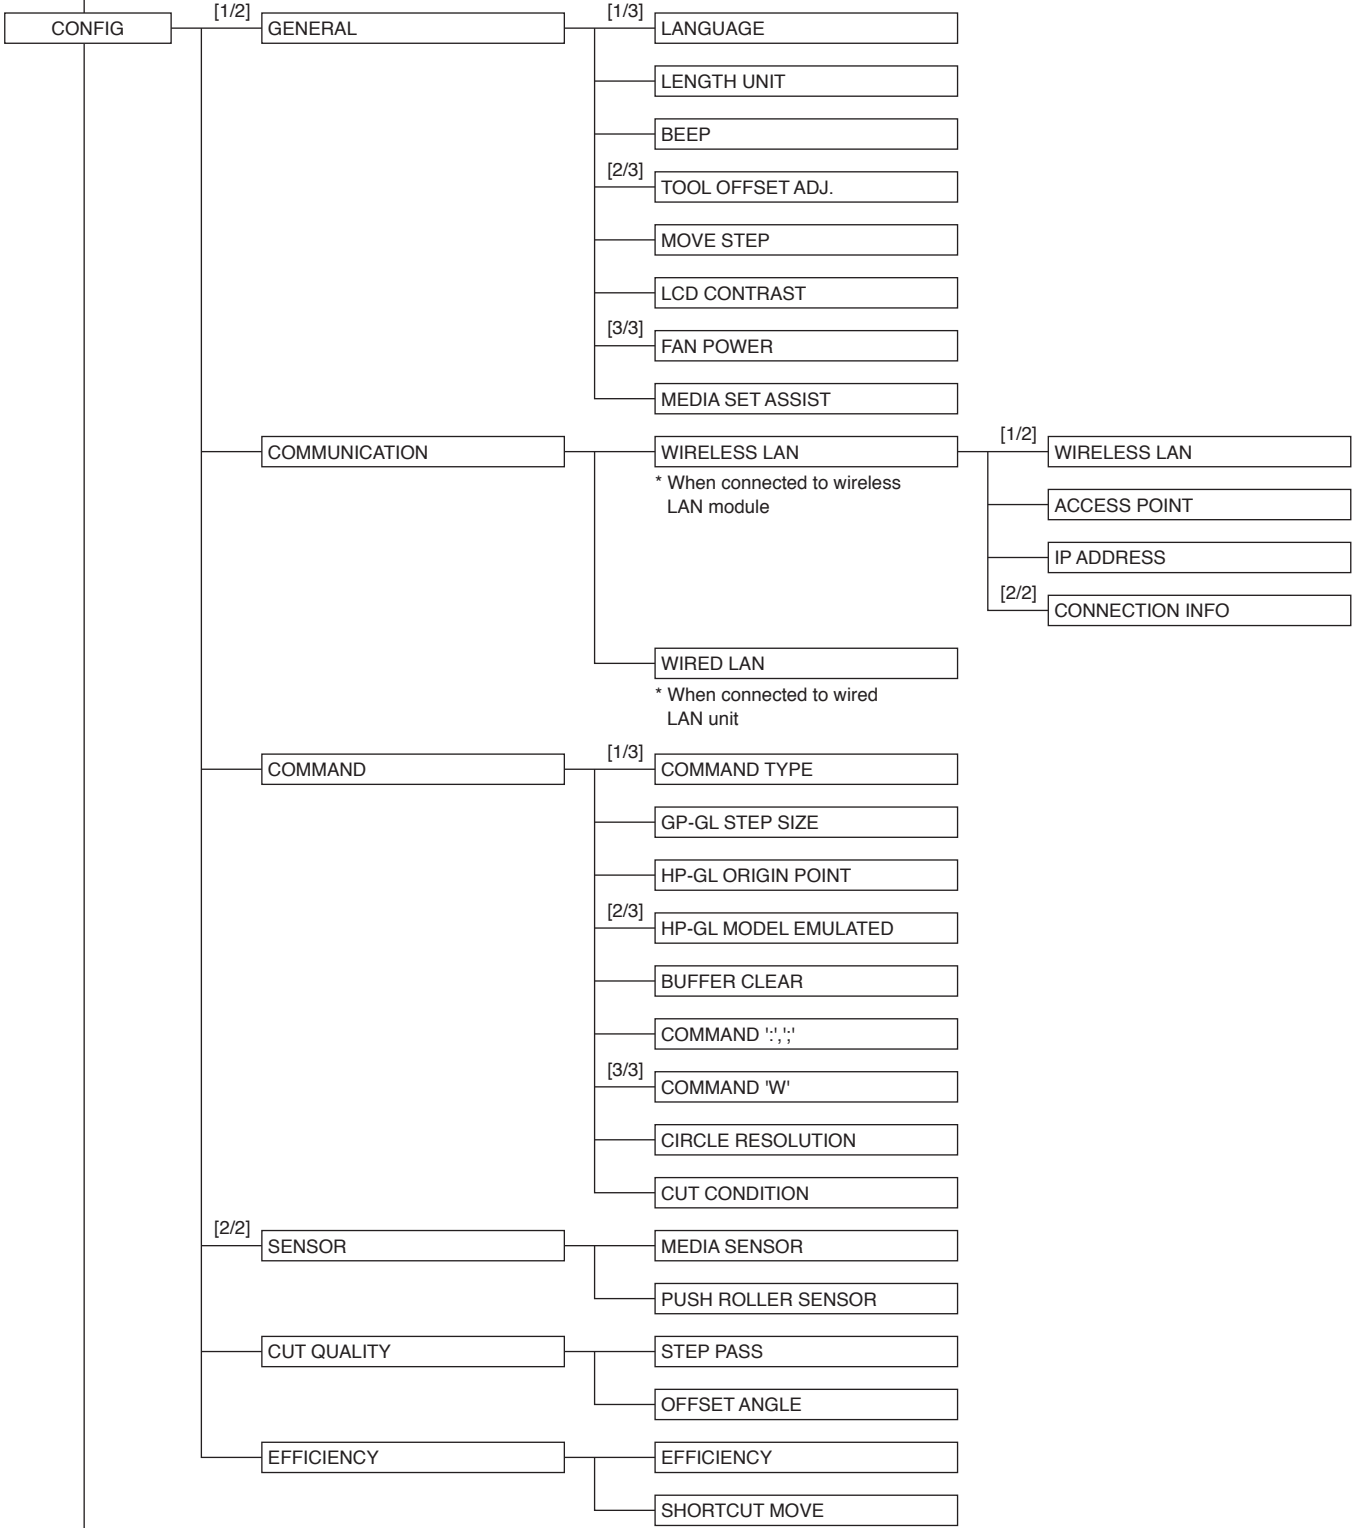 [1/2]
[1/3]
CONFIG
GENERAL
LANGUAGE
LENGTH UNIT
BEEP
[2/3]
TOOL OFFSET ADJ.
MOVE STEP
LCD CONTRAST
[3/3]
FAN POWER
MEDIA SET ASSIST
COMMUNICATION
WIRELESS LAN
* When connected to wireless
LAN module
[1/2]
WIRELESS LAN
ACCESS POINT
IP ADDRESS
[2/2]
CONNECTION INFO
WIRED LAN
* When connected to wired
LAN unit
COMMAND
[1/3]
COMMAND TYPE
GP-GL STEP SIZE
HP-GL ORIGIN POINT
[2/3]
HP-GL MODEL EMULATED
BUFFER CLEAR
COMMAND ':',';'
[3/3]
COMMAND 'W'
CIRCLE RESOLUTION
CUT CONDITION
[2/2]
SENSOR
MEDIA SENSOR
PUSH ROLLER SENSOR
CUT QUALITY
STEP PASS
OFFSET ANGLE
EFFICIENCY
EFFICIENCY
SHORTCUT MOVE